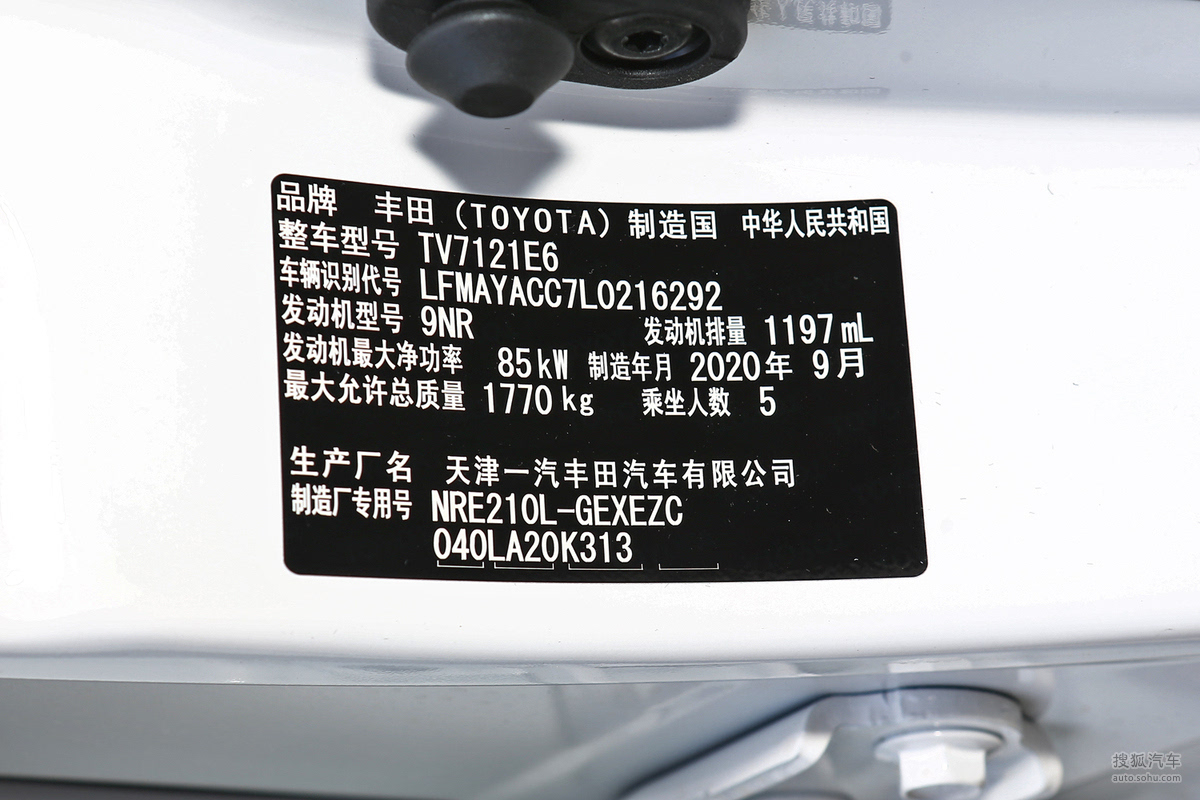 品牌 丰田（TOYOTA）制造国 中华人民共和国
整车型号 TV7121E6
车辆识别代号 LFMAYACC7L0216292
发动机型号 9NR 发动机排量 1197mL
发动机最大净功率 85kW 制造年月 2020年 9月
最大允许总质量 1770kg 乘坐人数 5
生产厂名 天津一汽丰田汽车有限公司
制造厂专用号 NRE210L-GEXEZC
040LA20K313
搜狐汽车
auto.sohu.com